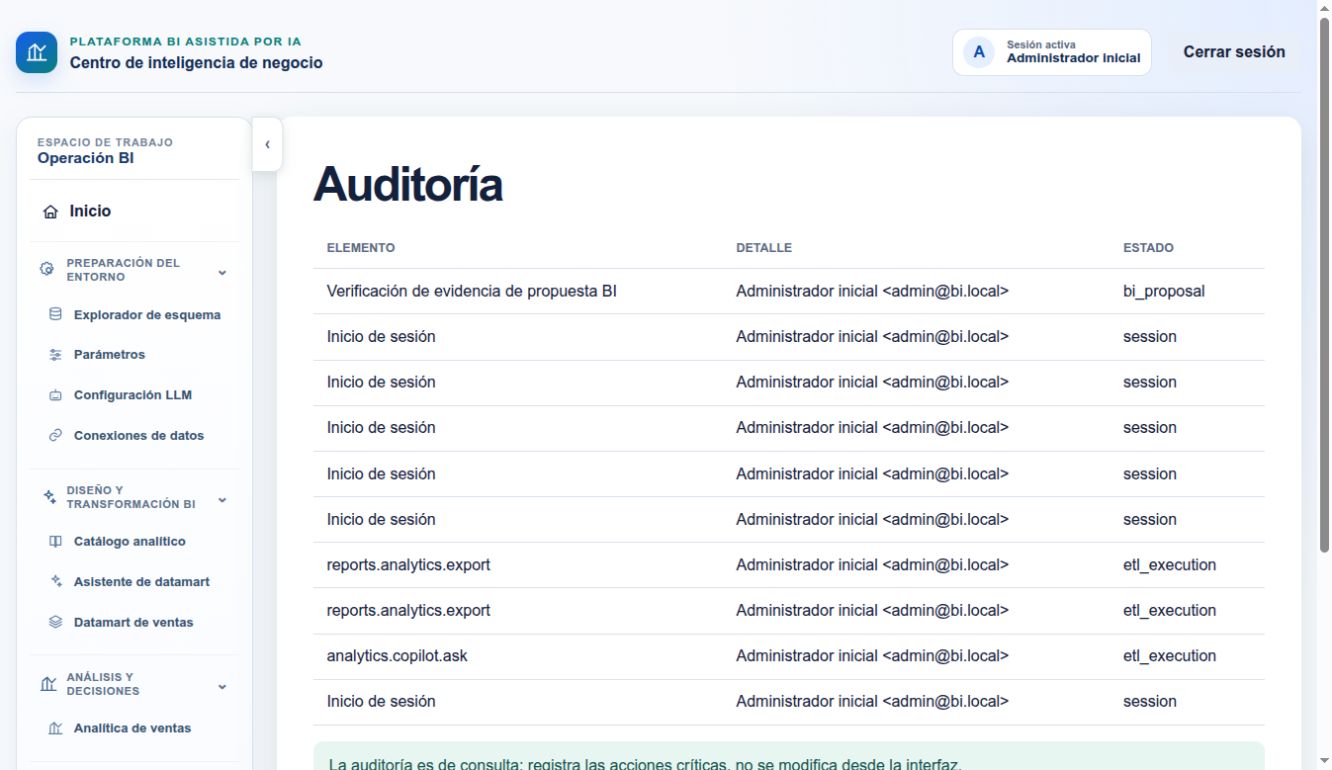 PLATAFORMA BI ASISTIDA POR IA
Centro de inteligencia de negocio
A
Sesión activa
Administrador inicial
Cerrar sesión
ESPACIO DE TRABAJO
Operación BI
Inicio
PREPARACIÓN DEL
ENTORNO
Explorador de esquema
Parámetros
Configuración LLM
Conexiones de datos
DISEÑO Y
TRANSFORMACIÓN BI
Catálogo analítico
Asistente de datamart
Datamart de ventas
ANÁLISIS Y
DECISIONES
Analítica de ventas
Auditoría
ELEMENTO DETALLE ESTADO
Verificación de evidencia de propuesta BI Administrador inicial <admin@bi.local> bi_proposal
Inicio de sesión Administrador inicial <admin@bi.local> session
Inicio de sesión Administrador inicial <admin@bi.local> session
Inicio de sesión Administrador inicial <admin@bi.local> session
Inicio de sesión Administrador inicial <admin@bi.local> session
Inicio de sesión Administrador inicial <admin@bi.local> session
reports.analytics.export Administrador inicial <admin@bi.local> etl_execution
reports.analytics.export Administrador inicial <admin@bi.local> etl_execution
analytics.copilot.ask Administrador inicial <admin@bi.local> etl_execution
Inicio de sesión Administrador inicial <admin@bi.local> session
La auditoría es de consulta: registra las acciones críticas, no se modifica desde la interfaz.